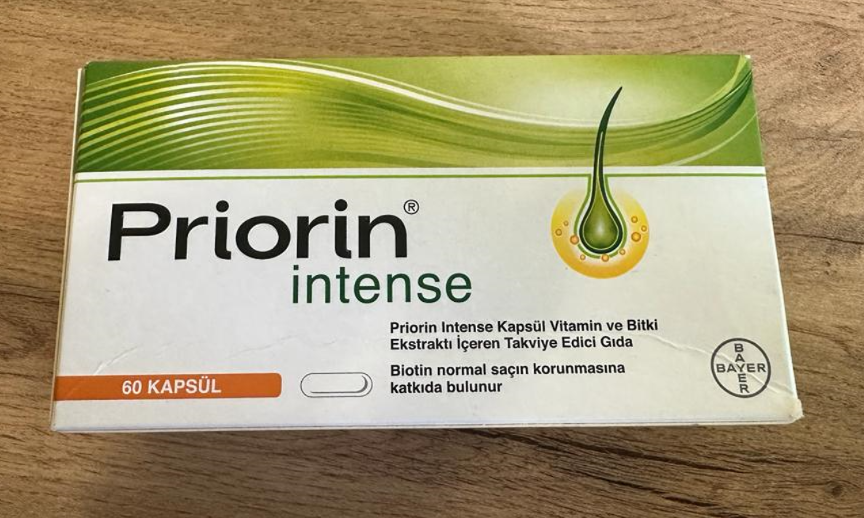 Priorin®
intense
Priorin Intense Kapsül Vitamin ve Bitki
Ekstraktı İçeren Takviye Edici Gıda
Biotin normal saçın korunmasına
katkıda bulunur
60 KAPSÜL
BAYER
BAYER